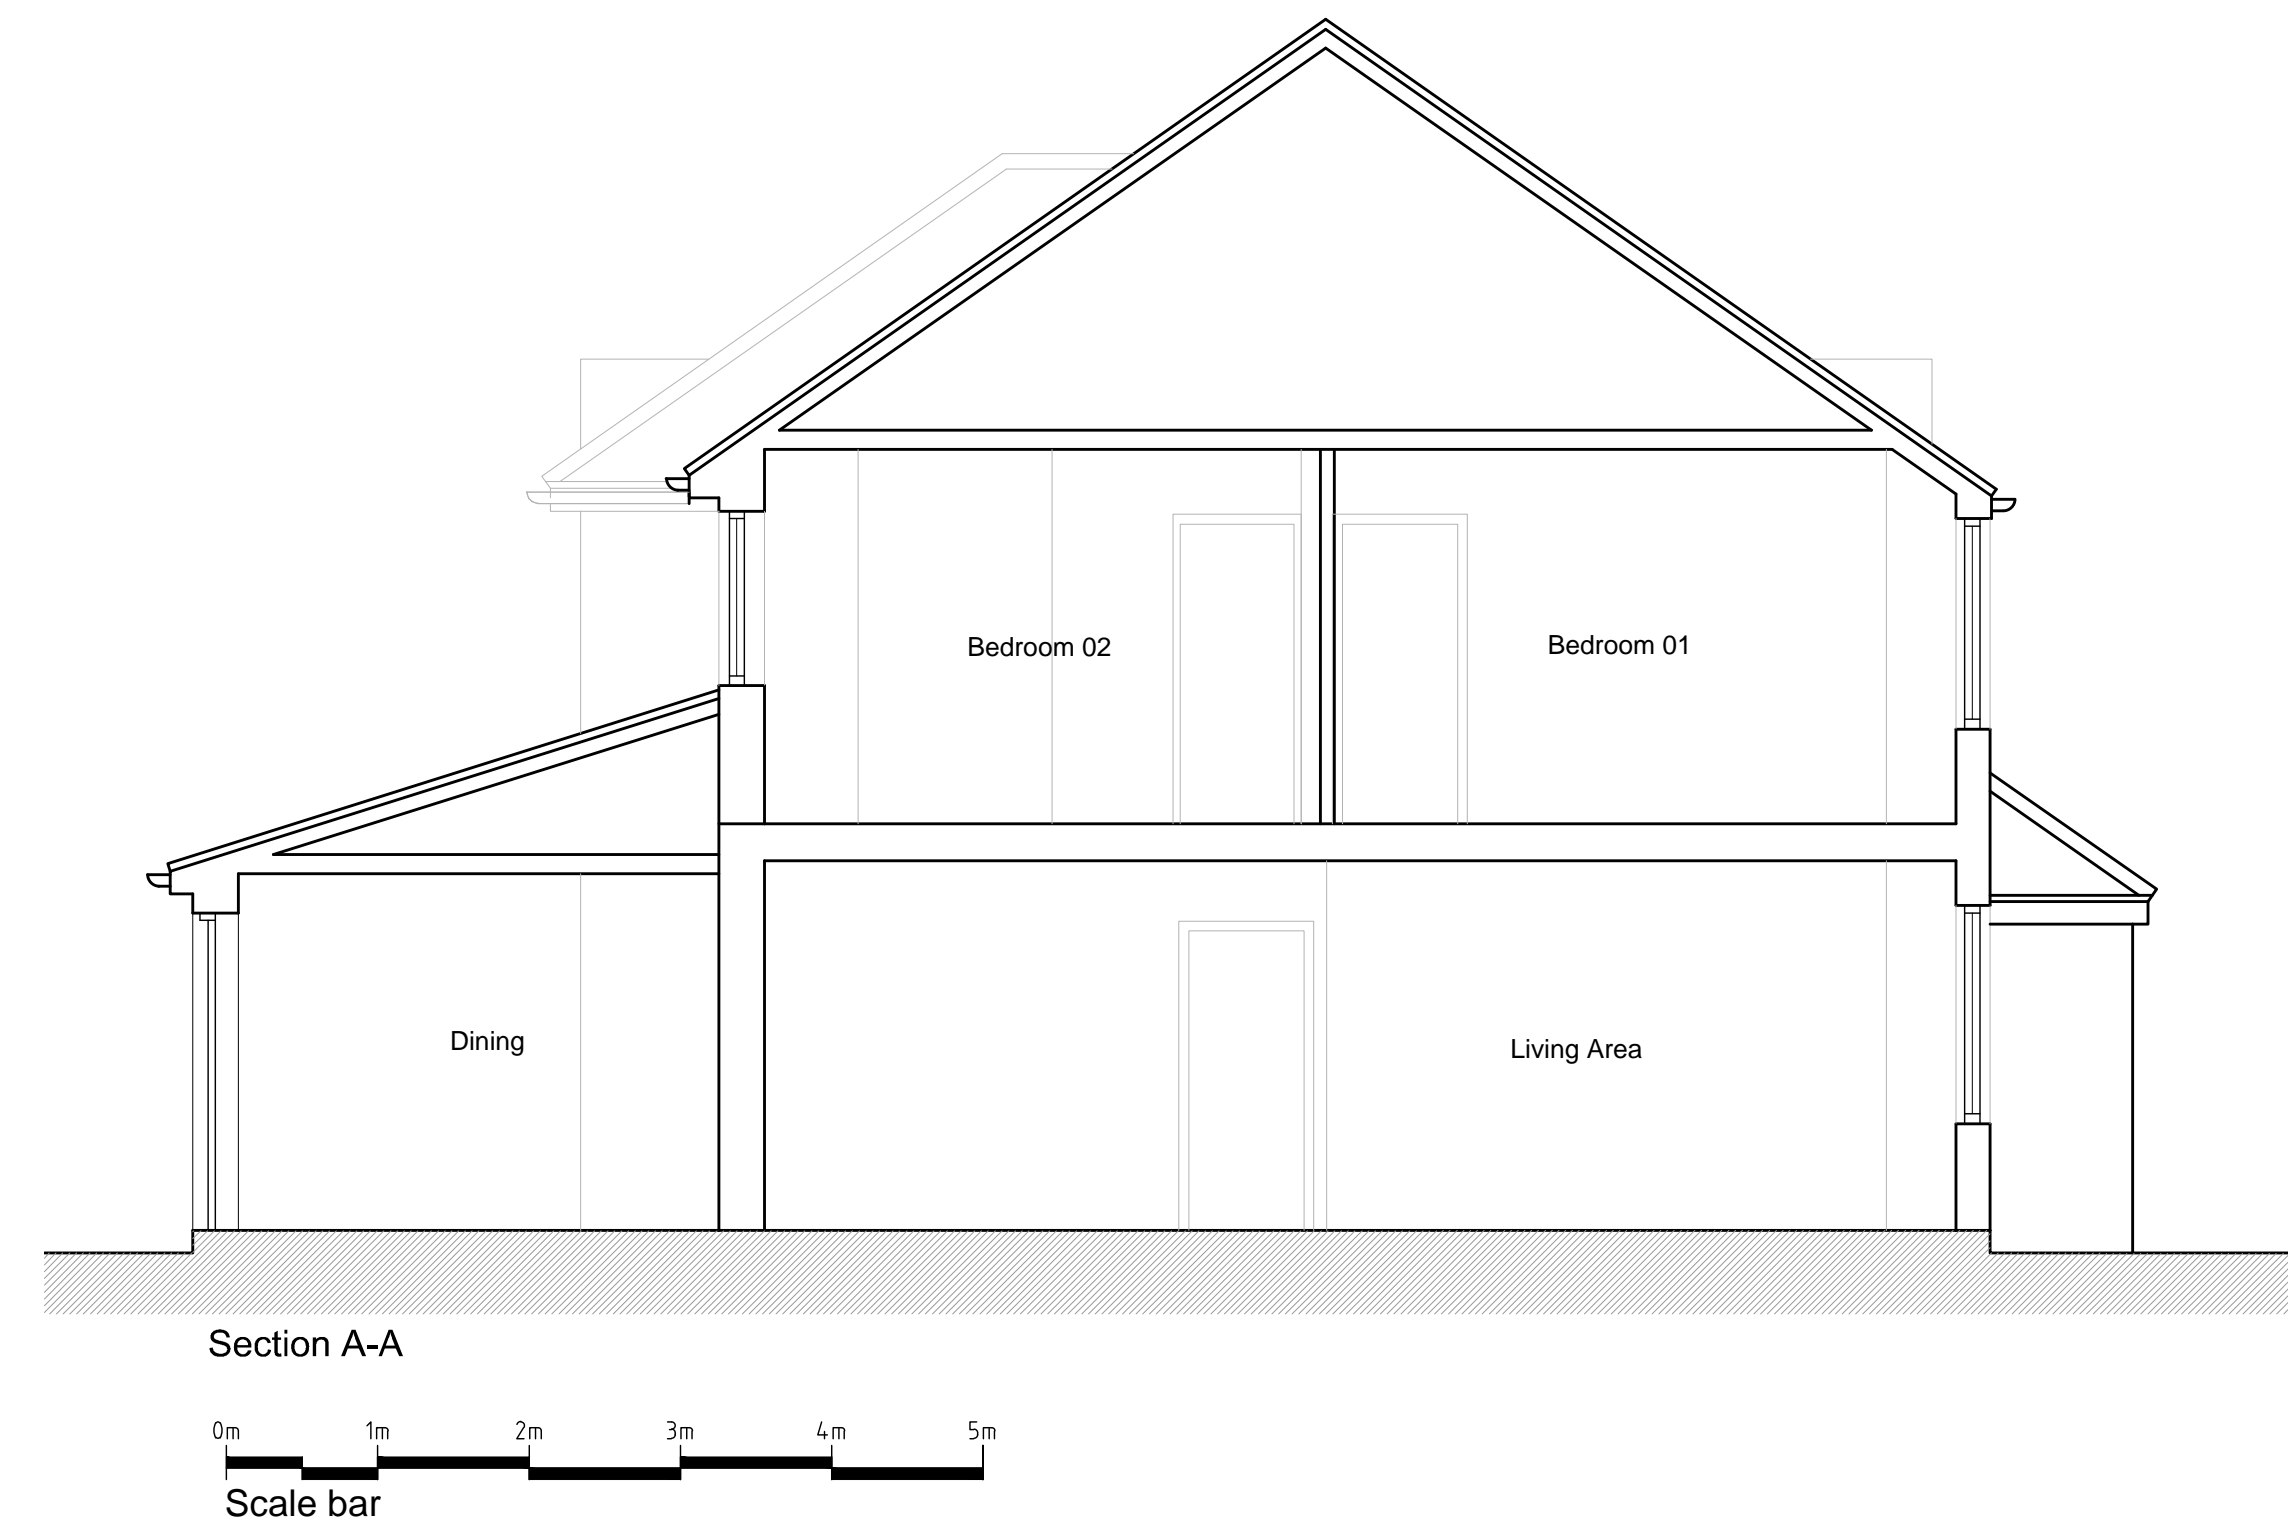 Bedroom 02
Bedroom 01
Dining
Living Area
Section A-A
0m 1m 2m 3m 4m 5m
Scale bar